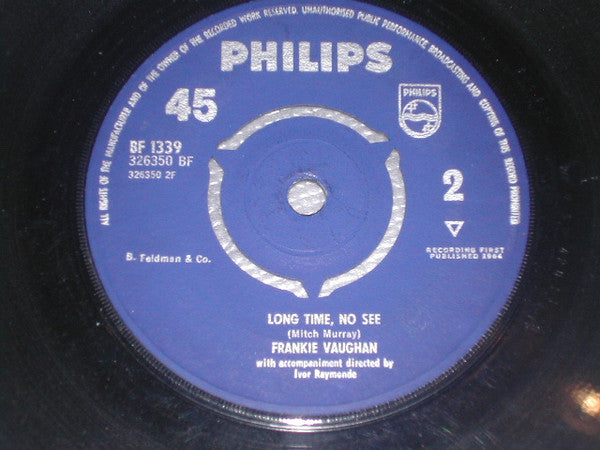 ALL RIGHTS OF THE MANUFACTURER AND OF THE OWNER OF THE RECORDED WORK RESERVED. UNAUTHORISED PUBLIC PERFORMANCE, BROADCASTING AND COPYING OF THIS RECORD PROHIBITED
PHILIPS
45
PHILIPS
BF 1339
326350 BF
326350 2F
2
B. Feldman & Co.
RECORDING FIRST
PUBLISHED 1964
LONG TIME, NO SEE
(Mitch Murray)
FRANKIE VAUGHAN
with accompaniment directed by
Ivor Raymonde